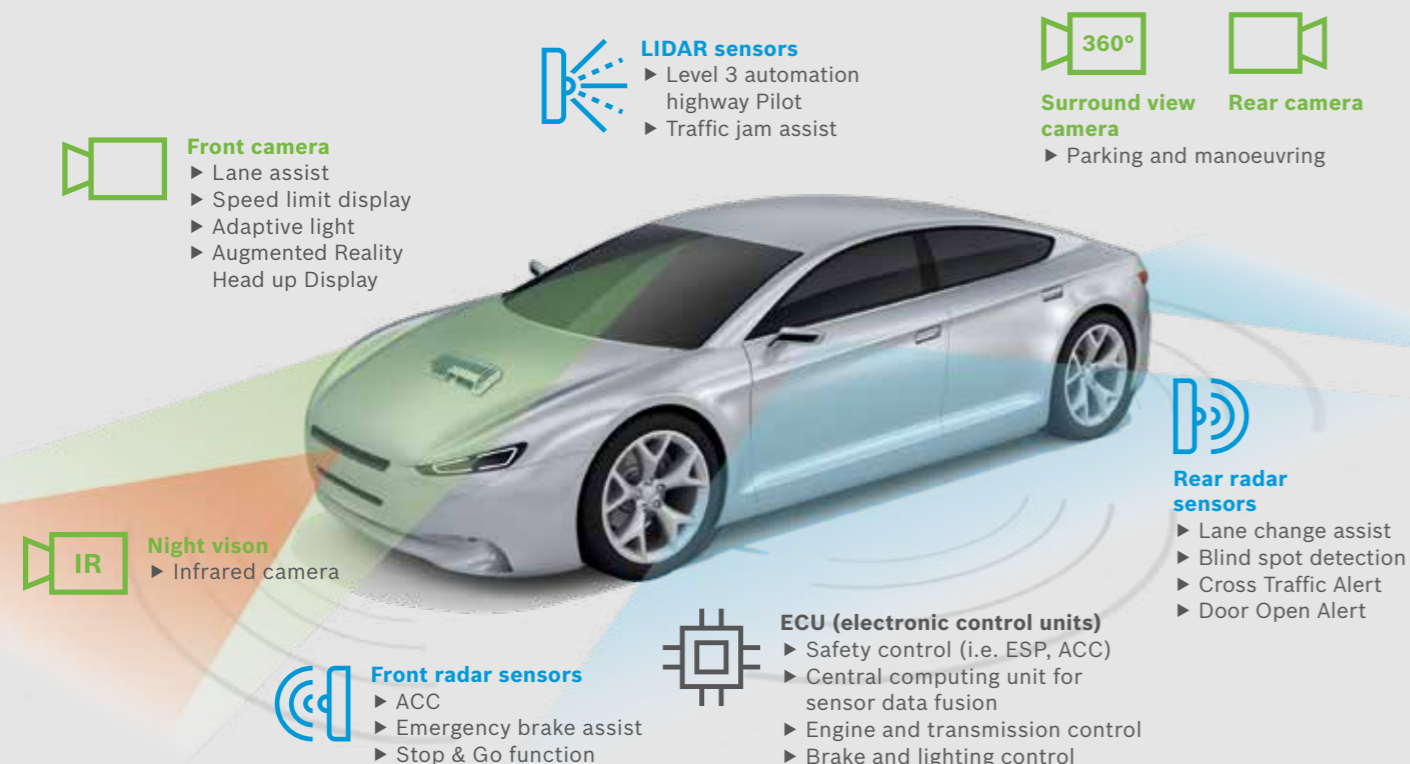 LIDAR sensors
▶ Level 3 automation
highway Pilot
▶ Traffic jam assist
360°
Surround view
camera
▶ Parking and manoeuvring
Rear camera
Front camera
▶ Lane assist
▶ Speed limit display
▶ Adaptive light
▶ Augmented Reality
Head up Display
IR
Night vison
▶ Infrared camera
Rear radar
sensors
▶ Lane change assist
▶ Blind spot detection
▶ Cross Traffic Alert
▶ Door Open Alert
Front radar sensors
▶ ACC
▶ Emergency brake assist
▶ Stop & Go function
ECU (electronic control units)
▶ Safety control (i.e. ESP, ACC)
▶ Central computing unit for
sensor data fusion
▶ Engine and transmission control
▶ Brake and lighting control